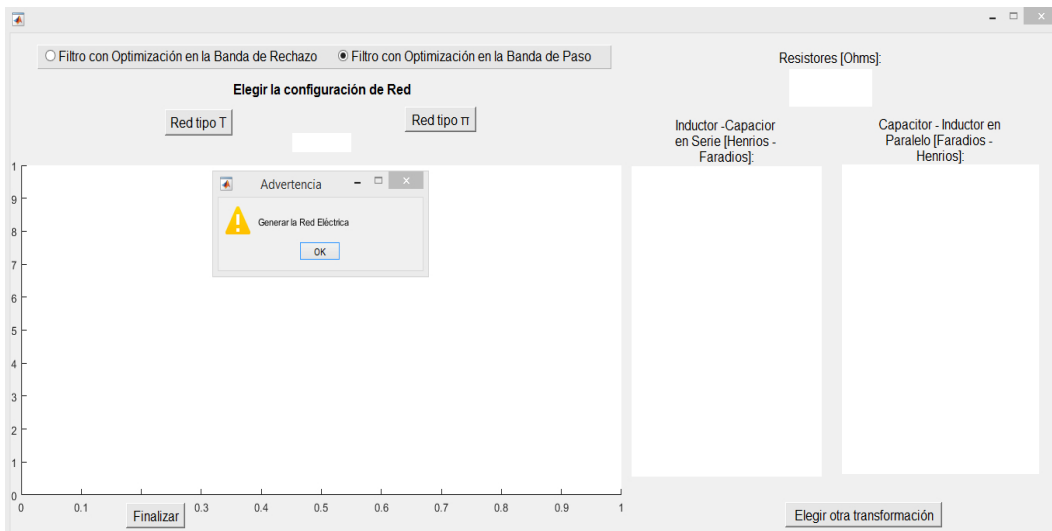 Filtro con Optimización en la Banda de Rechazo
Filtro con Optimización en la Banda de Paso
Elegir la configuración de Red
Red tipo T
Red tipo π
Resistores [Ohms]:
Inductor -Capacior
en Serie [Henrios -
Faradios]:
Capacitor - Inductor en
Paralelo [Faradios -
Henrios]:
Advertencia
Generar la Red Eléctrica
OK
1
9
8
7
6
5
4
3
2
1
0
0
0.1
0.3
0.4
0.5
0.6
0.7
0.8
0.9
1
Finalizar
Elegir otra transformación